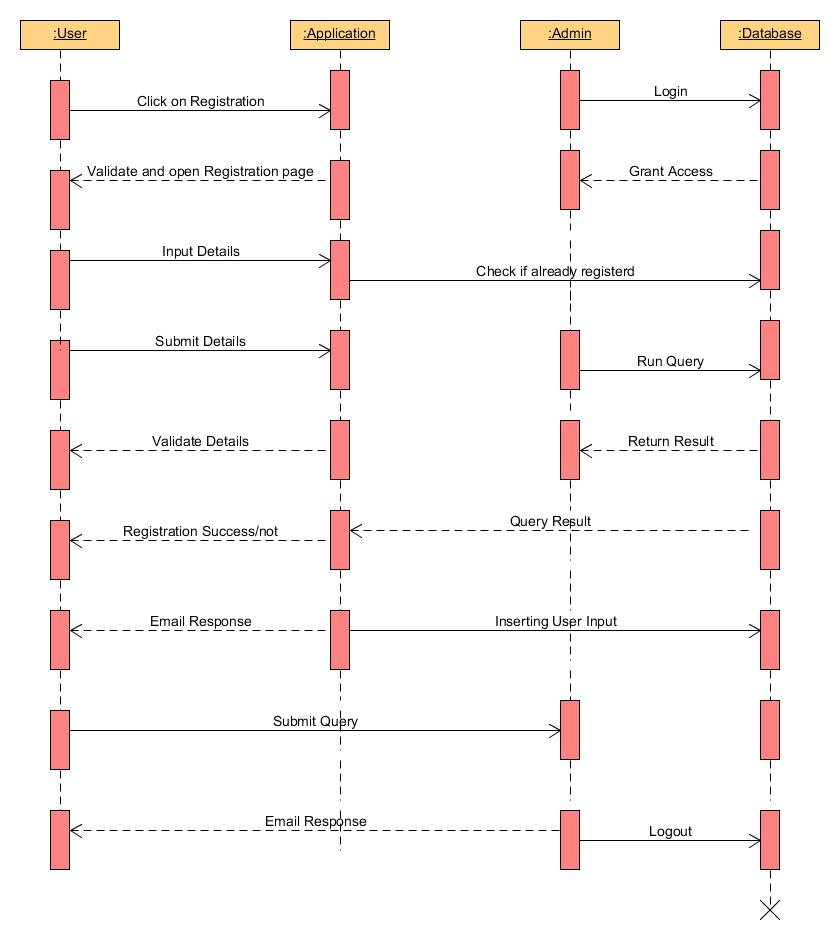 :User
:Application
:Admin
:Database
Login
Click on Registration
Validate and open Registration page
Grant Access
Input Details
Check if already registerd
Submit Details
Run Query
Validate Details
Return Result
Query Result
Registration Success/not
Email Response
Inserting User Input
Submit Query
Email Response
Logout